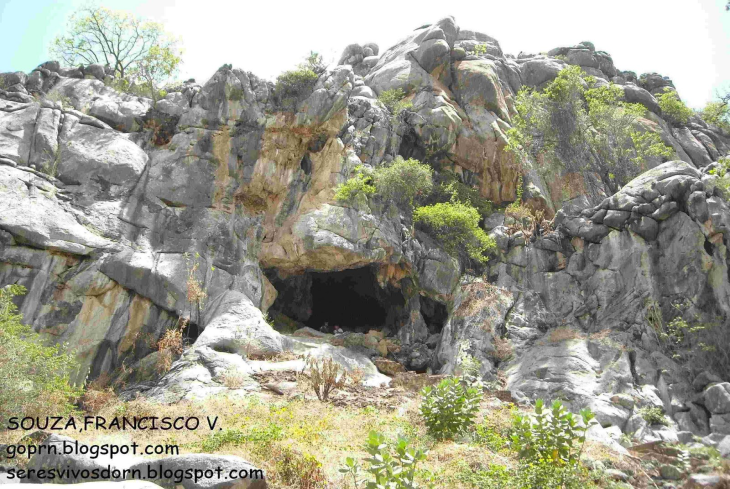 SOUZA,FRANCISCO V.
goprn.blogspot.com
seresvivosdorn.blogspot.com